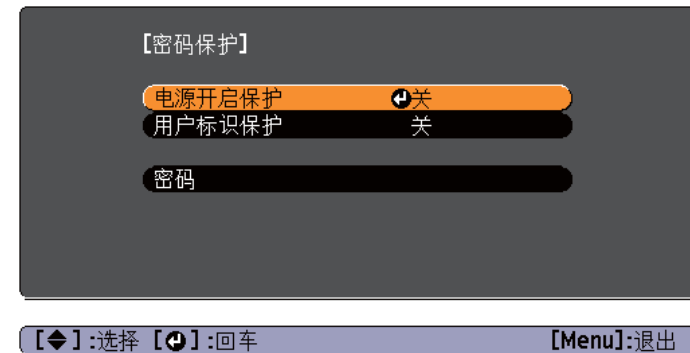 【密码保护】
电源开启保护 关
用户标识保护 关
密码
[◆]:选择 [↵]:回车 [Menu]:退出